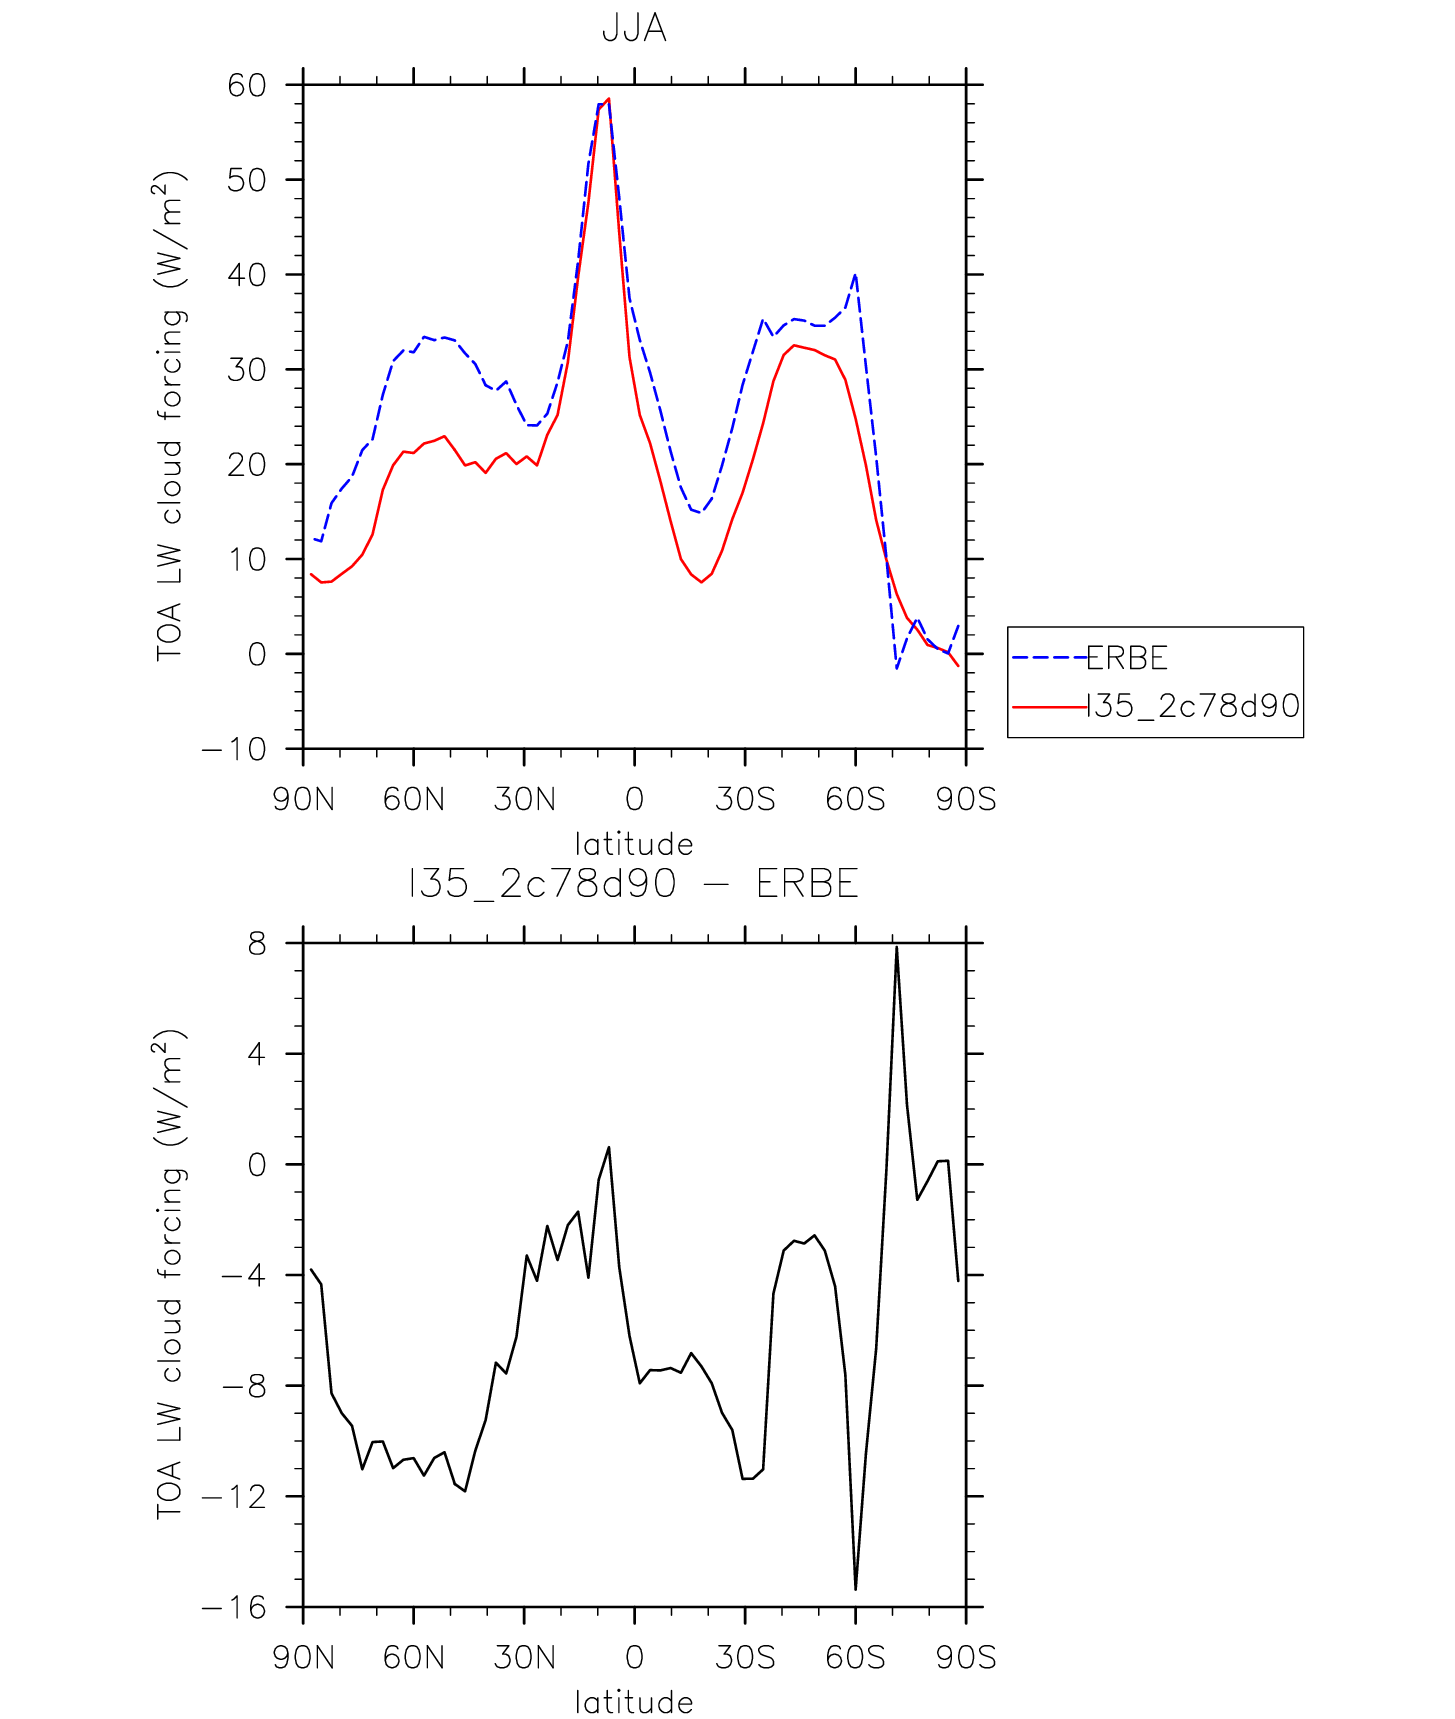 JJA
TOA LW cloud forcing (W/m²)
60
50
40
30
20
10
0
−10
90N 60N 30N 0 30S 60S 90S
latitude
ERBE
I35_2c78d90
I35_2c78d90 − ERBE
TOA LW cloud forcing (W/m²)
8
4
0
−4
−8
−12
−16
90N 60N 30N 0 30S 60S 90S
latitude